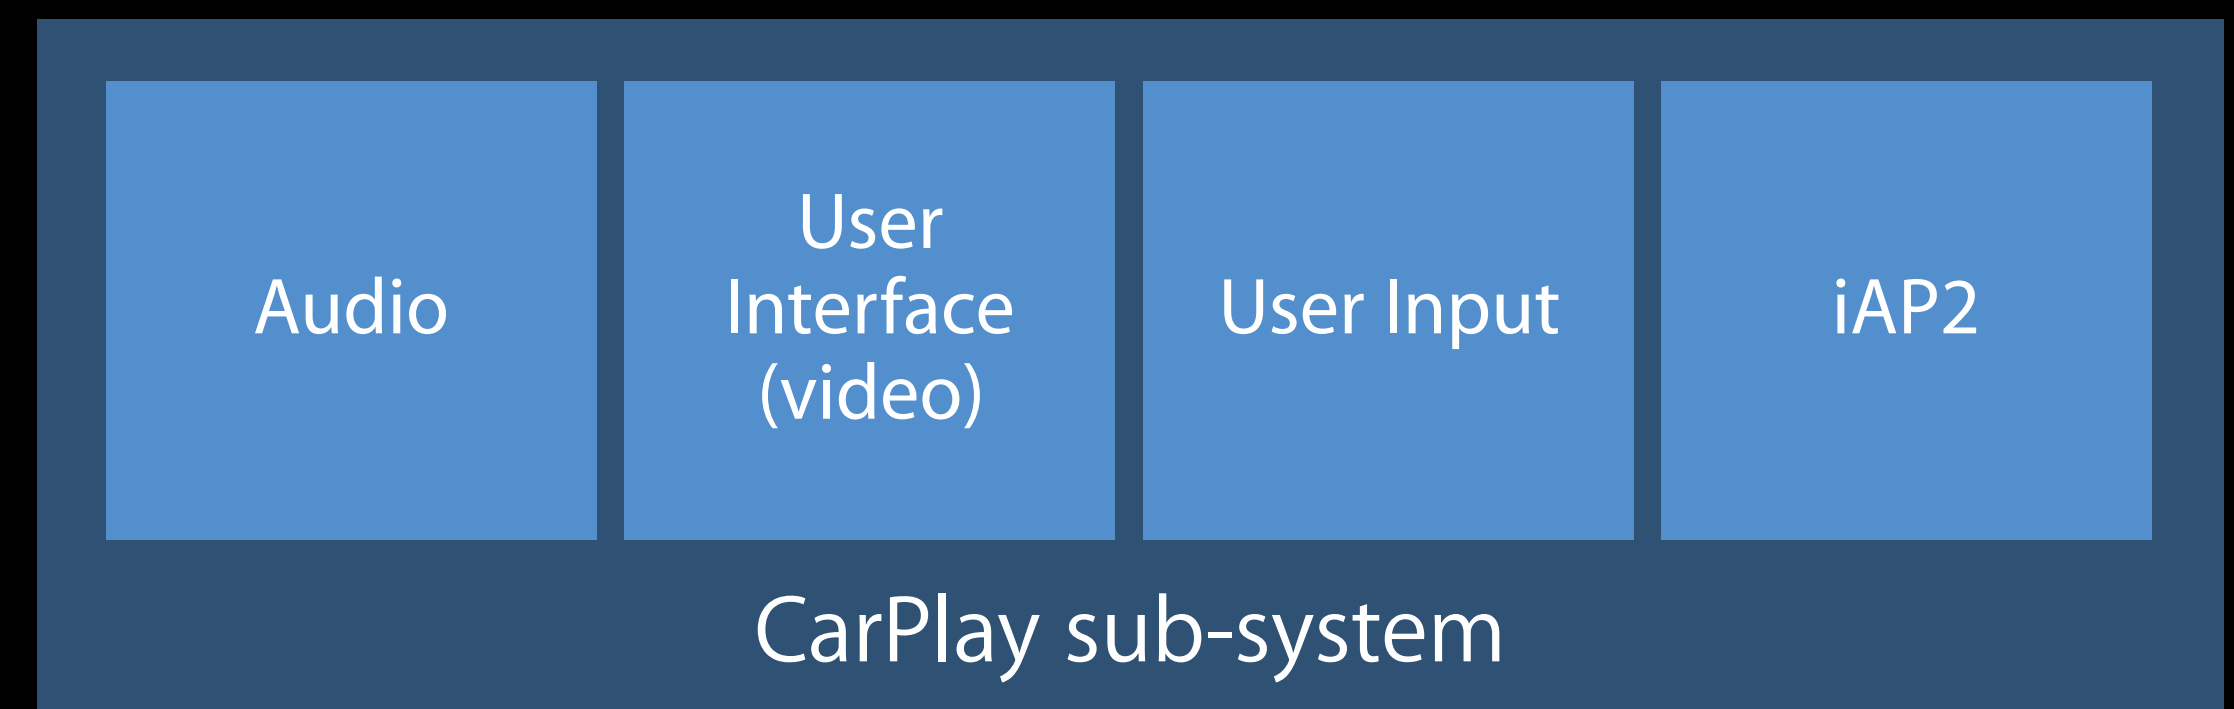 Audio
User
Interface
(video)
User Input
iAP2
CarPlay sub-system